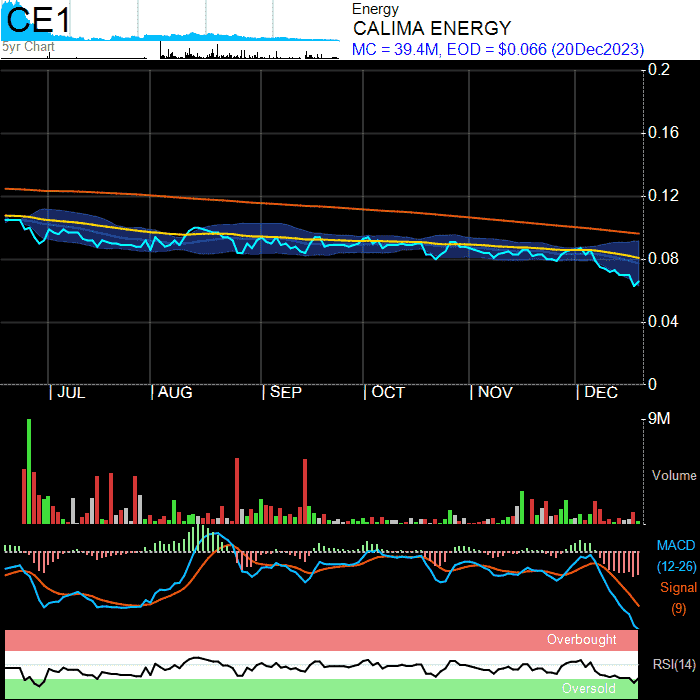 CE1
5yr Chart
Energy
CALIMA ENERGY
MC = 39.4M, EOD = $0.066 (20Dec2023)
0.2
0.16
0.12
0.08
0.04
0
JUL
AUG
SEP
OCT
NOV
DEC
9M
Volume
MACD
(12-26)
Signal
(9)
Overbought
RSI(14)
Oversold